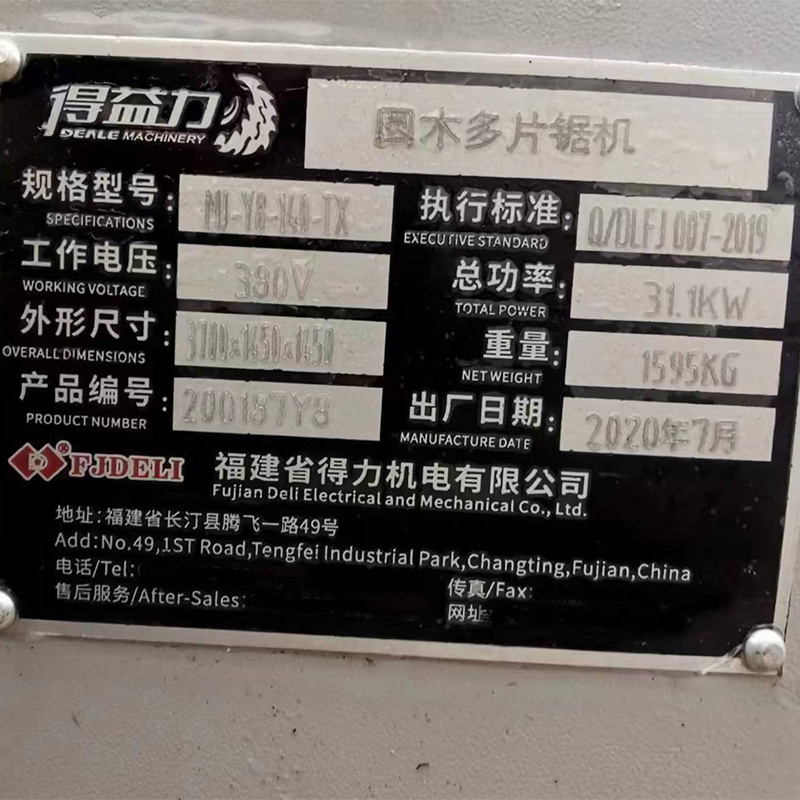 得益力
DEALE MACHINERY
圆木多片锯机
规格型号: MJ-Y8-140-TX
SPECIFICATIONS
执行标准: Q/DLFJ 007-2019
EXECUTIVE STANDARD
工作电压: 380V
WORKING VOLTAGE
总功率: 31.1KW
TOTAL POWER
外形尺寸: 3700x1450x1450
OVERALL DIMENSIONS
重量: 1595KG
NET WEIGHT
产品编号: 200187Y8
PRODUCT NUMBER
出厂日期: 2020年7月
MANUFACTURE DATE
® FJDELI 福建省得力机电有限公司
Fujian Deli Electrical and Mechanical Co., Ltd.
地址:福建省长汀县腾飞一路49号
Add:No.49,1ST Road,Tengfei Industrial Park,Changting,Fujian,China
电话/Tel:
传真/Fax:
售后服务/After-Sales:
网址